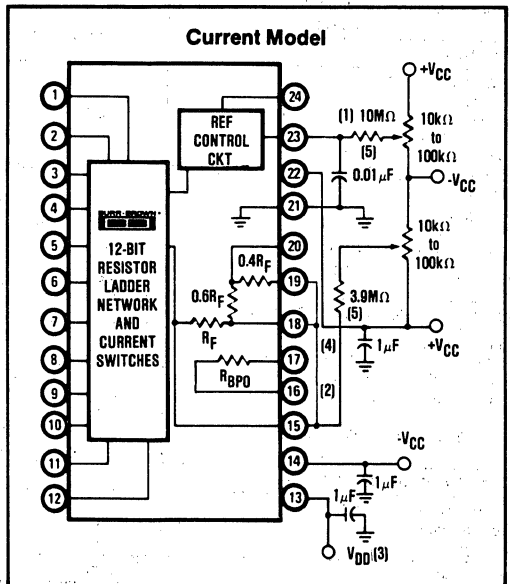 Current Model
+VCC
1
24
REF
CONTROL
CKT
(1) 10MΩ
10kΩ
to
100kΩ
2
23
(5)
3
22
0.01μF
-VCC
4
21
BURR-BROWN
5
20
12-BIT
RESISTOR
LADDER
NETWORK
AND
CURRENT
SWITCHES
0.4RF
10kΩ
to
100kΩ
6
19
0.6RF
3.9MΩ
(5)
7
18
RF
(4)
1μF
+VCC
8
17
RBPO
9
16
(2)
10
15
11
14
-VCC
1μF
12
13
1μF
VDD (3)